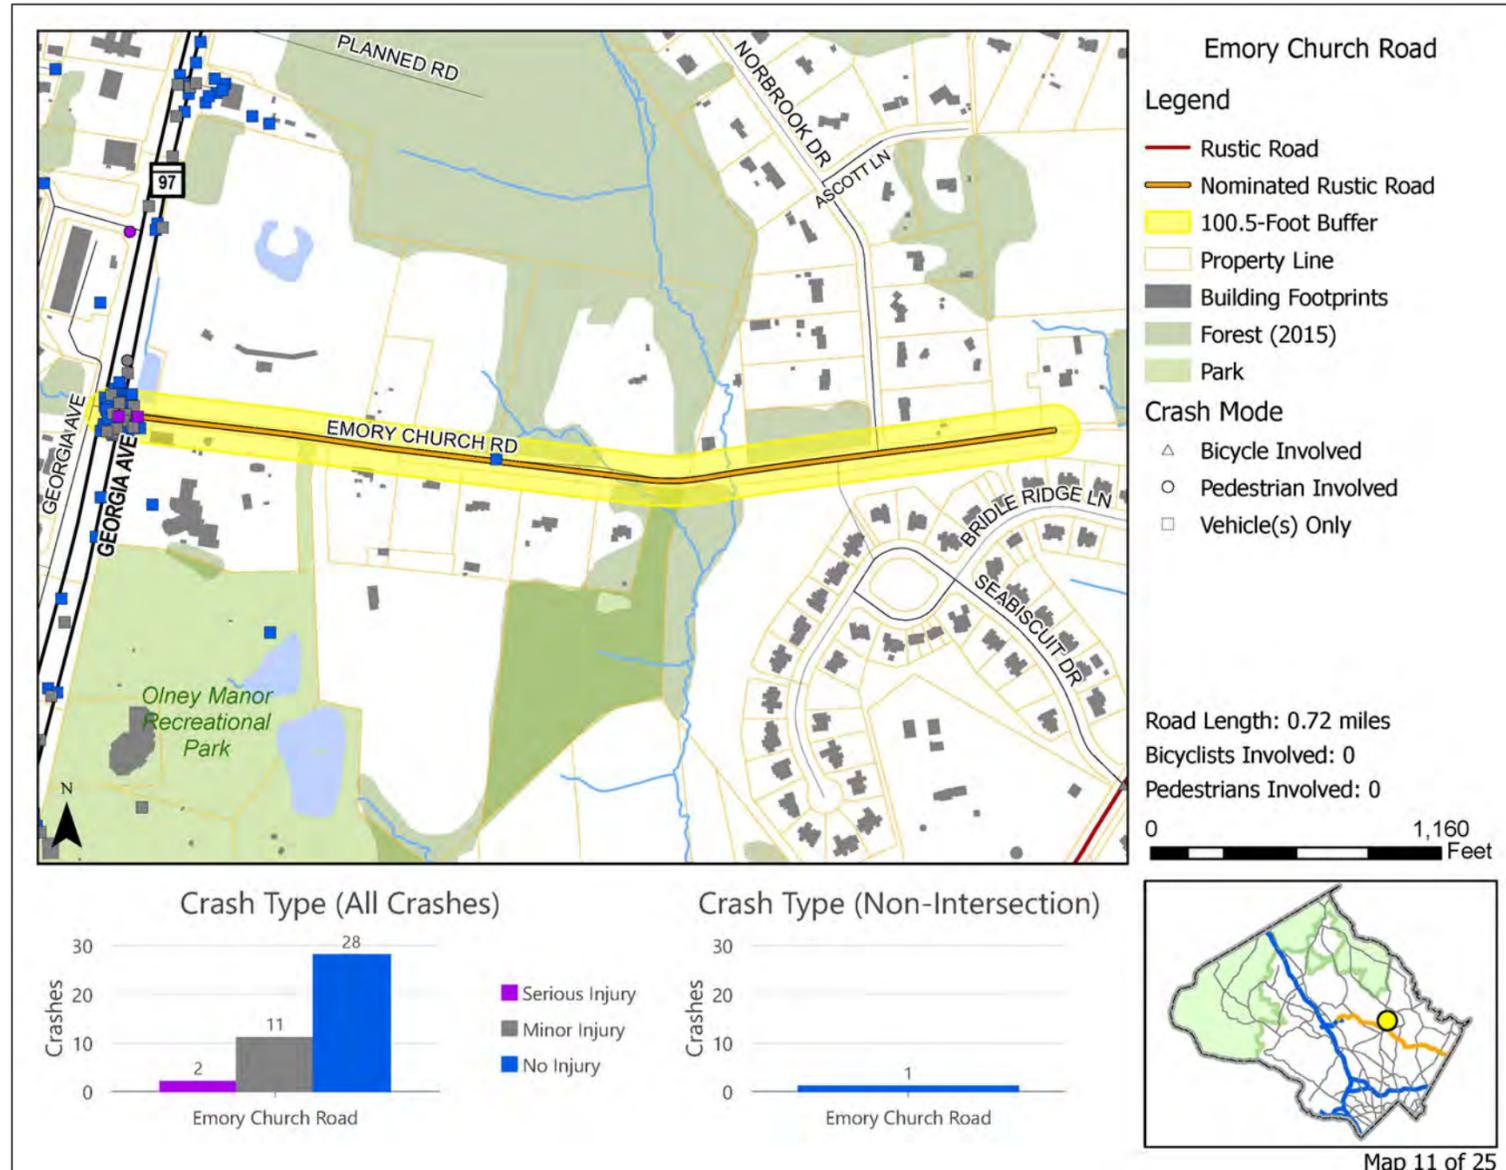 Emory Church Road
Legend
Rustic Road
Nominated Rustic Road
100.5-Foot Buffer
Property Line
Building Footprints
Forest (2015)
Park
Crash Mode
Bicycle Involved
Pedestrian Involved
Vehicle(s) Only
PLANNED RD
NORBROOK DR
ASCOTT LN
97
EMORY CHURCH RD
GEORGIA AVE
GEORGIA AVE
BRIDLE RIDGE LN
SEABISCUIT DR
Olney Manor
Recreational
Park
N
Road Length: 0.72 miles
Bicyclists Involved: 0
Pedestrians Involved: 0
0 1,160
Feet
Crash Type (All Crashes)
30
20
10
0
Crashes
2
11
28
Emory Church Road
Serious Injury
Minor Injury
No Injury
Crash Type (Non-Intersection)
30
20
10
0
Crashes
1
Emory Church Road
Map 11 of 25